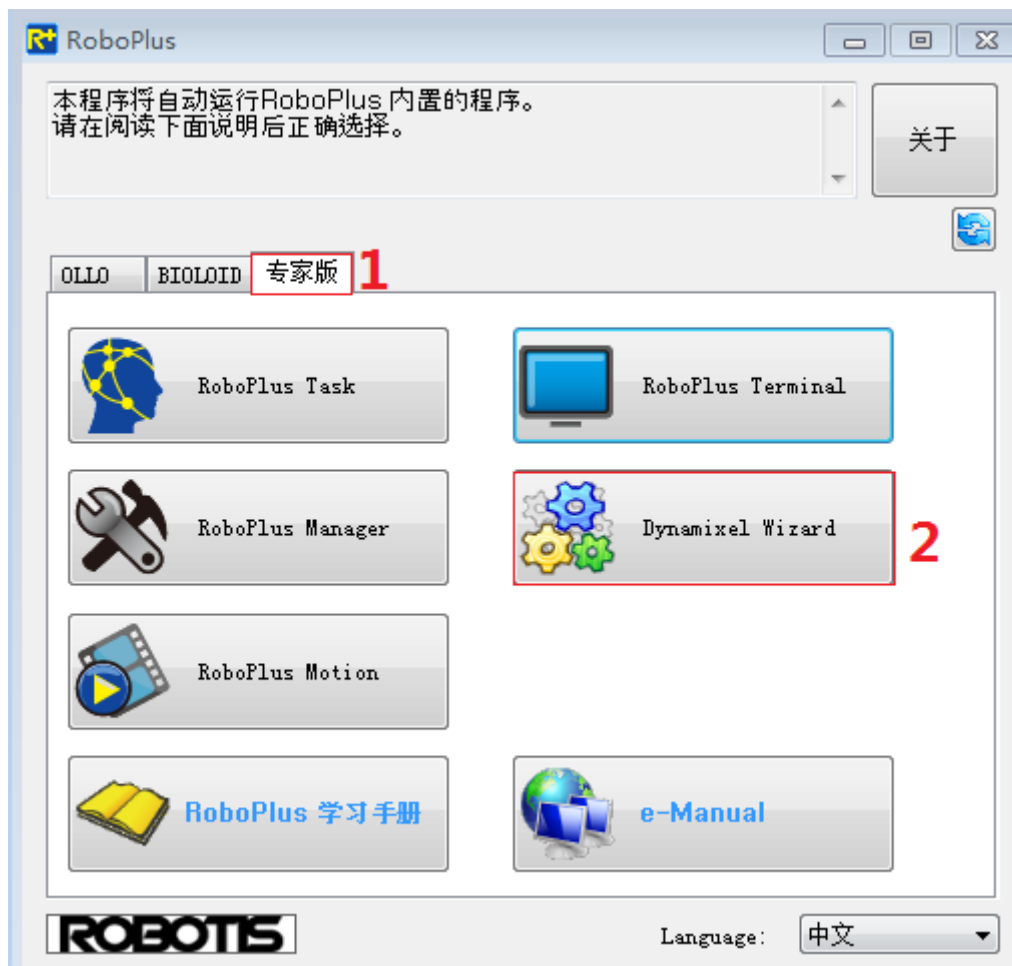 RoboPlus
本程序将自动运行RoboPlus 内置的程序。
请在阅读下面说明后正确选择。
关于
OLLO
BIOLOID
专家版
1
RoboPlus Task
RoboPlus Terminal
RoboPlus Manager
Dynamixel Wizard
2
RoboPlus Motion
RoboPlus 学习手册
e-Manual
ROBOTIS
Language:
中文